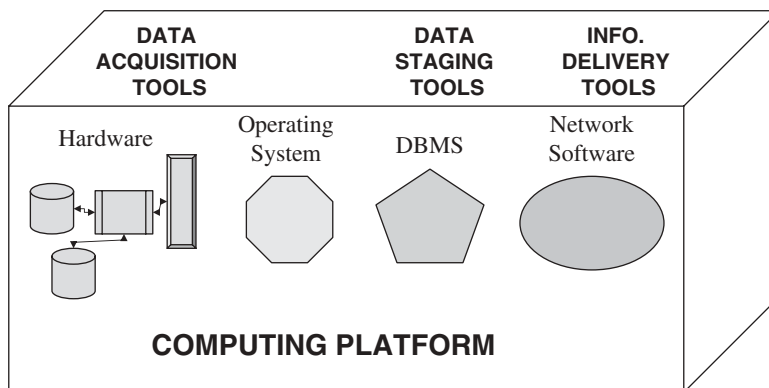 DATA
ACQUISITION
TOOLS
DATA
STAGING
TOOLS
INFO.
DELIVERY
TOOLS
Hardware
Operating
System
DBMS
Network
Software
COMPUTING PLATFORM